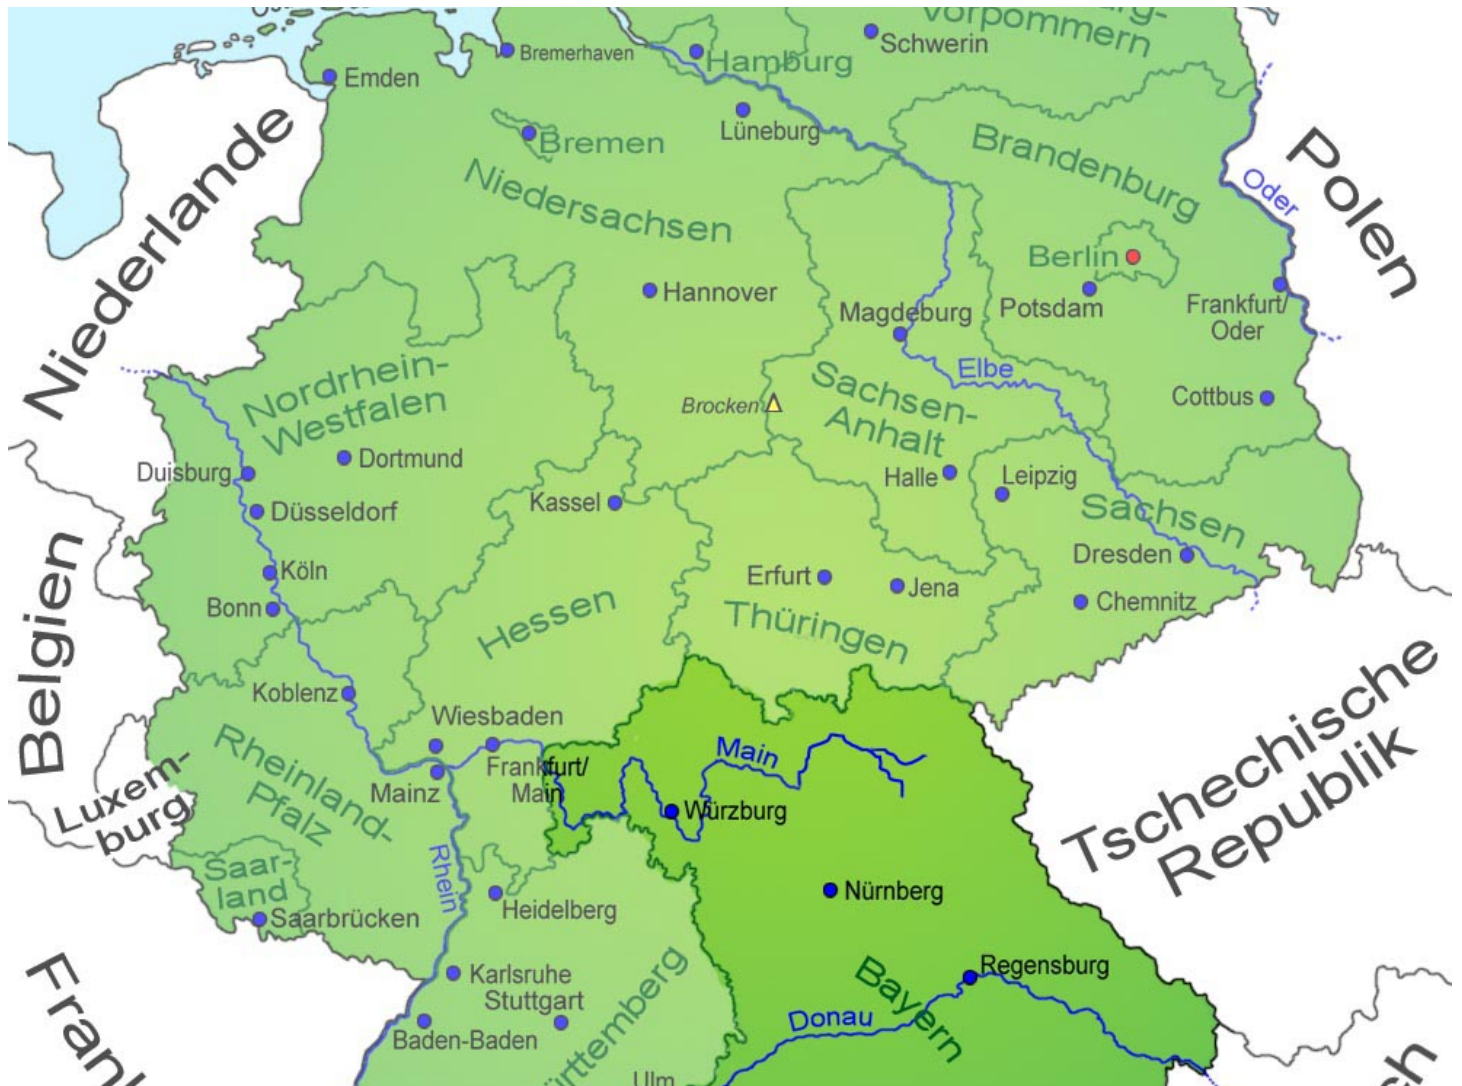 Vorpommern
Schwerin
Bremerhaven
Hamburg
Emden
Lüneburg
Bremen
Niederlande
Niedersachsen
Brandenburg
Polen
Oder
Berlin
Potsdam
Frankfurt/
Oder
Hannover
Magdeburg
Elbe
Nordrhein-
Westfalen
Brocken
Sachsen-
Anhalt
Cottbus
Dortmund
Duisburg
Düsseldorf
Kassel
Halle
Leipzig
Sachsen
Dresden
Köln
Bonn
Belgien
Hessen
Erfurt
Jena
Thüringen
Chemnitz
Koblenz
Wiesbaden
Rheinland-
Pfalz
Luxem-
burg
Mainz
Frankfurt/
Main
Main
Würzburg
Tschechische
Republik
Saar-
land
Saarbrücken
Rhein
Heidelberg
Nürnberg
Karlsruhe
Stuttgart
Baden-Baden
Bayern
Regensburg
Donau
Ulm